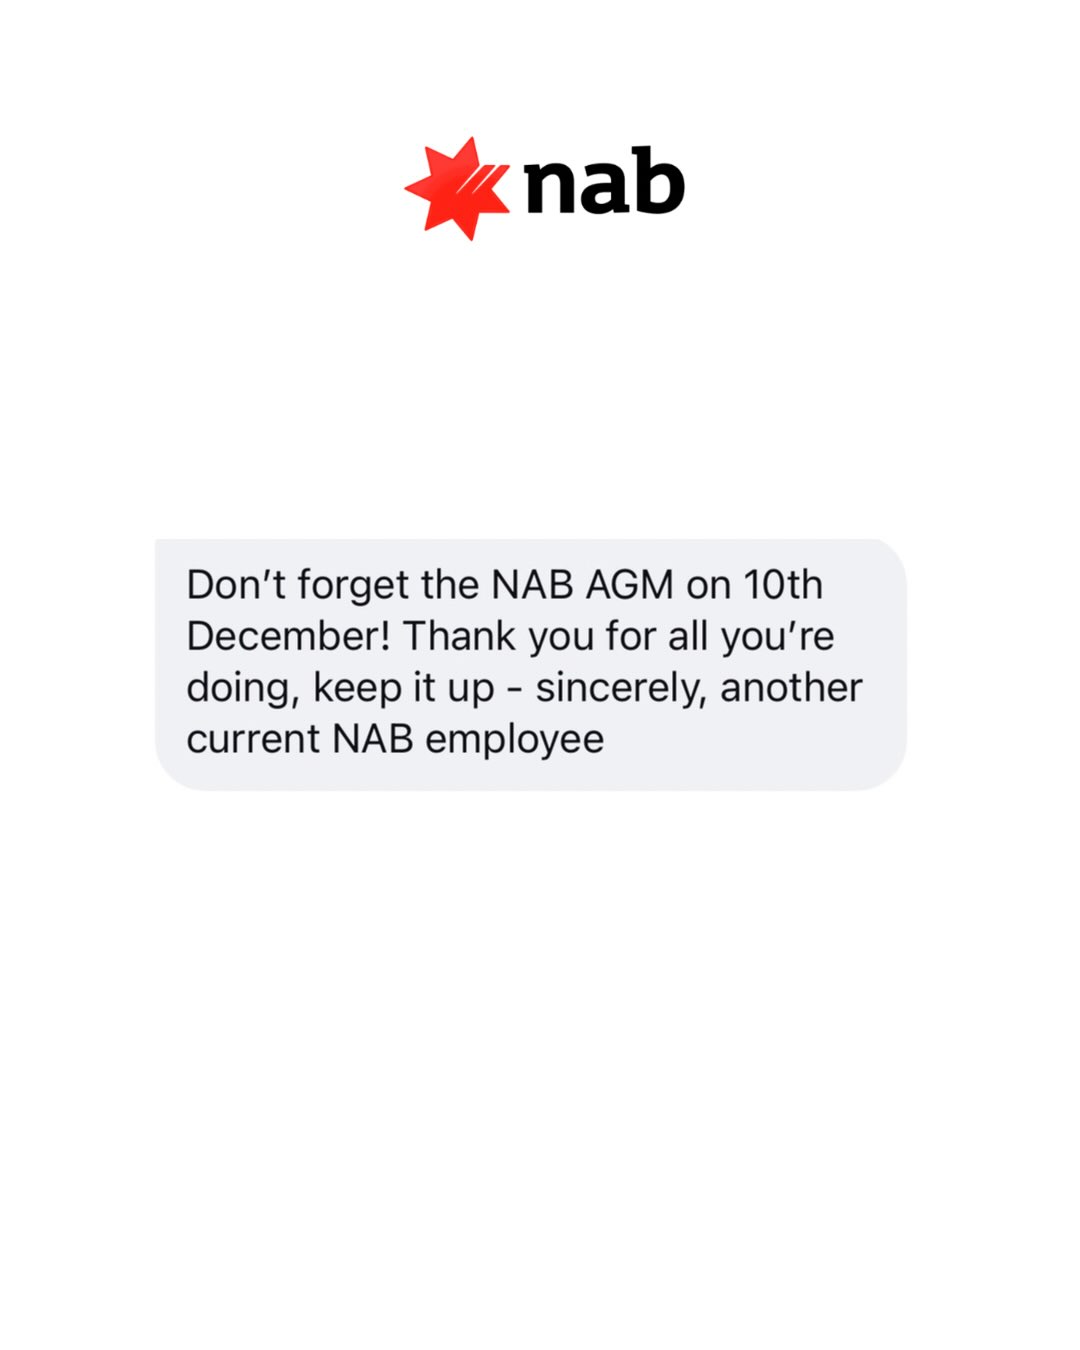 nab
Don’t forget the NAB AGM on 10th
December! Thank you for all you’re
doing, keep it up - sincerely, another
current NAB employee